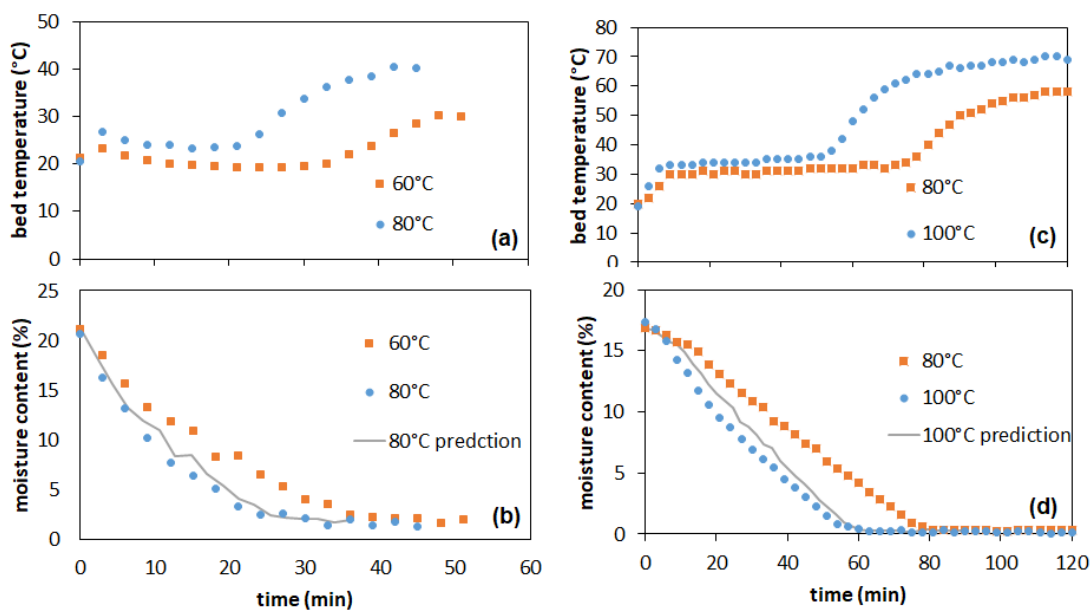 bed temperature (°C)
50
40
30
20
10
0
60°C
80°C
(a)
bed temperature (°C)
80
70
60
50
40
30
20
10
0
80°C
100°C
(c)
moisture content (%)
25
20
15
10
5
0
60°C
80°C
80°C predction
(b)
0 10 20 30 40 50 60
time (min)
moisture content (%)
20
15
10
5
0
80°C
100°C
100°C prediction
(d)
0 20 40 60 80 100 120
time (min)